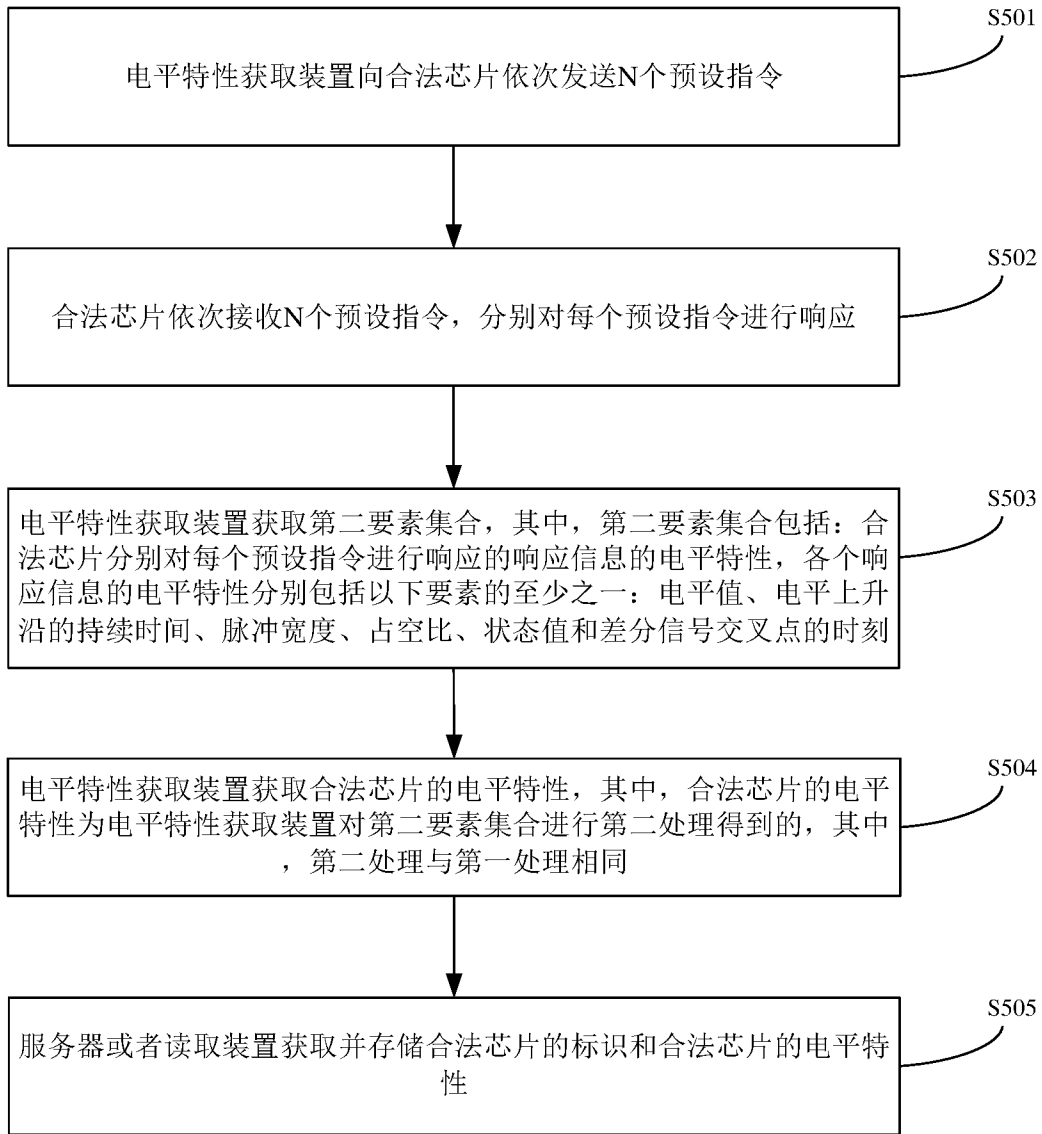 S501
电平特性获取装置向合法芯片依次发送N个预设指令
S502
合法芯片依次接收N个预设指令，分别对每个预设指令进行响应
S503
电平特性获取装置获取第二要素集合，其中，第二要素集合包括：合
法芯片分别对每个预设指令进行响应的响应信息的电平特性，各个响
应信息的电平特性分别包括以下要素的至少之一：电平值、电平上升
沿的持续时间、脉冲宽度、占空比、状态值和差分信号交叉点的时刻
S504
电平特性获取装置获取合法芯片的电平特性，其中，合法芯片的电平
特性为电平特性获取装置对第二要素集合进行第二处理得到的，其中
，第二处理与第一处理相同
S505
服务器或者读取装置获取并存储合法芯片的标识和合法芯片的电平特
性